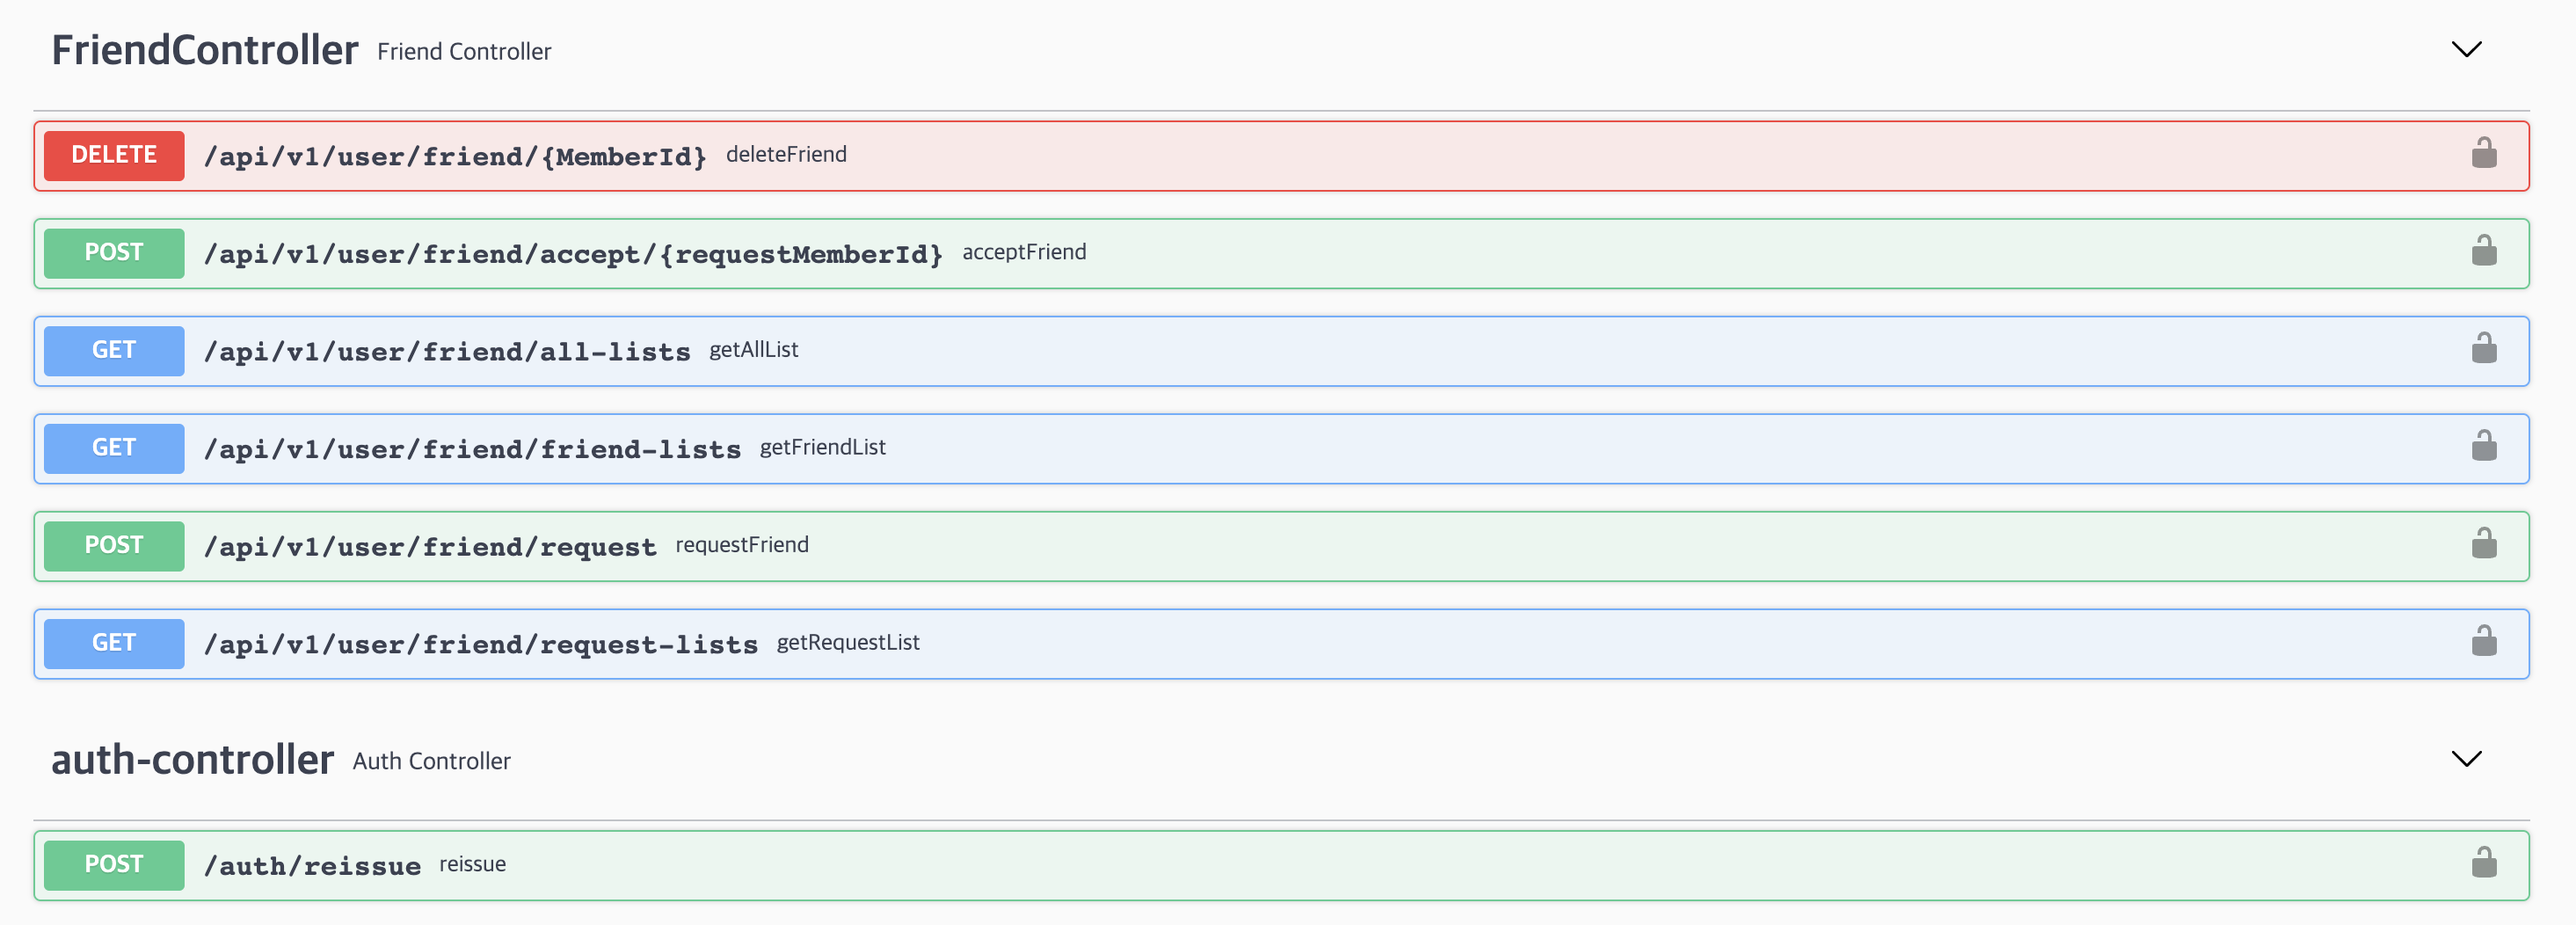 FriendController Friend Controller
DELETE /api/v1/user/friend/{MemberId} deleteFriend
POST /api/v1/user/friend/accept/{requestMemberId} acceptFriend
GET /api/v1/user/friend/all-lists getAllList
GET /api/v1/user/friend/friend-lists getFriendList
POST /api/v1/user/friend/request requestFriend
GET /api/v1/user/friend/request-lists getRequestList
auth-controller Auth Controller
POST /auth/reissue reissue